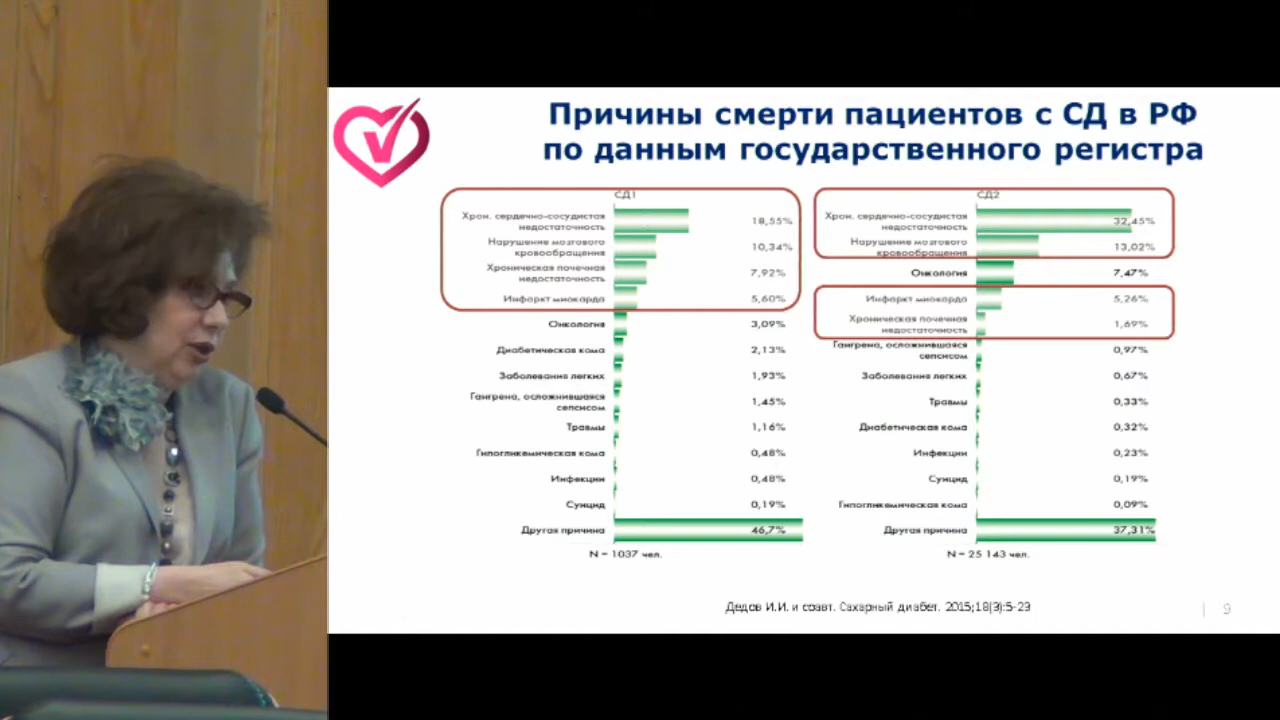 Причины смерти пациентов с СД в РФ
по данным государственного регистра
СД1
Хрон. сердечно-сосудистая
недостаточность
18,55%
Нарушение мозгового
кровообращения
10,34%
Хроническая почечная
недостаточность
7,92%
Инфаркт миокарда
5,60%
Онкология
3,09%
Диабетическая кома
2,13%
Заболевания легких
1,93%
Гангрена, осложнившаяся
сепсисом
1,45%
Травмы
1,16%
Гипогликемическая кома
0,48%
Инфекции
0,48%
Суицид
0,19%
Другая причина
46,7%
N = 1037 чел.
СД2
Хрон. сердечно-сосудистая
недостаточность
32,45%
Нарушение мозгового
кровообращения
13,02%
Онкология
7,47%
Инфаркт миокарда
5,26%
Хроническая почечная
недостаточность
1,69%
Гангрена, осложнившаяся
сепсисом
0,97%
Заболевания легких
0,67%
Травмы
0,33%
Диабетическая кома
0,32%
Инфекции
0,23%
Суицид
0,19%
Гипогликемическая кома
0,09%
Другая причина
37,31%
N = 25 143 чел.
Дедов И.И. и соавт. Сахарный диабет. 2015;18(3):5-23
| 9